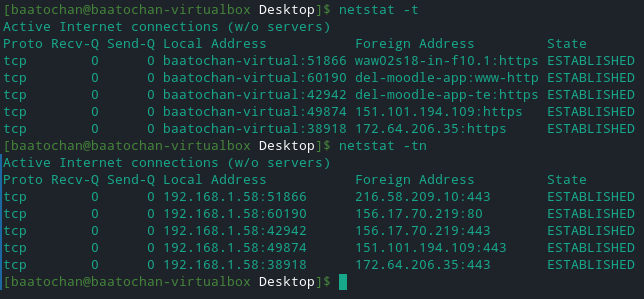 [baatochan@baatochan-virtualbox Desktop]$ netstat -t
Active Internet connections (w/o servers)
Proto Recv-Q Send-Q Local Address           Foreign Address         State
tcp        0      0 baatochan-virtual:51866 waw02s18-in-f10.1:https ESTABLISHED
tcp        0      0 baatochan-virtual:60190 del-moodle-app:www-http ESTABLISHED
tcp        0      0 baatochan-virtual:42942 del-moodle-app-te:https ESTABLISHED
tcp        0      0 baatochan-virtual:49874 151.101.194.109:https   ESTABLISHED
tcp        0      0 baatochan-virtual:38918 172.64.206.35:https     ESTABLISHED
[baatochan@baatochan-virtualbox Desktop]$ netstat -tn
Active Internet connections (w/o servers)
Proto Recv-Q Send-Q Local Address           Foreign Address         State
tcp        0      0 192.168.1.58:51866      216.58.209.10:443       ESTABLISHED
tcp        0      0 192.168.1.58:60190      156.17.70.219:80        ESTABLISHED
tcp        0      0 192.168.1.58:42942      156.17.70.219:443       ESTABLISHED
tcp        0      0 192.168.1.58:49874      151.101.194.109:443     ESTABLISHED
tcp        0      0 192.168.1.58:38918      172.64.206.35:443       ESTABLISHED
[baatochan@baatochan-virtualbox Desktop]$